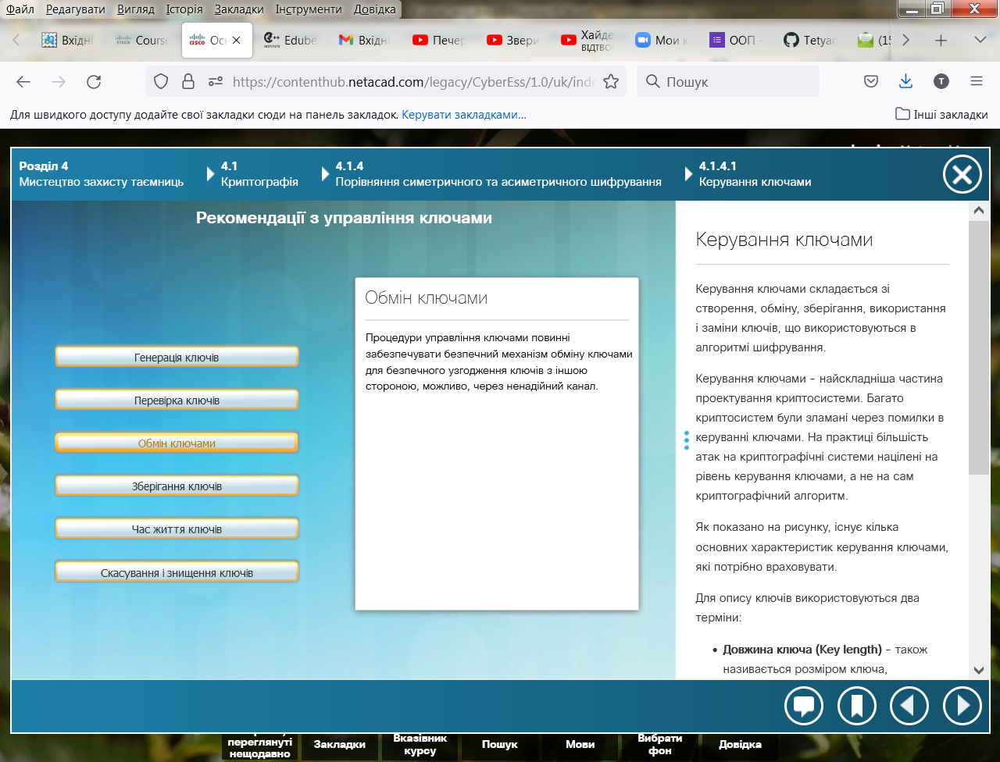 Файл Редагувати Вигляд Історія Закладки Інструменти Довідка
Вхідні Course Осн Edube Вхідні Печер Звери Хайде Мои к ООП - Tetyan (15
ВІДТВОР
https://contenthub.netacad.com/legacy/CyberEss/1.0/uk/inde Пошук
Для швидкого доступу додайте свої закладки сюди на панель закладок. Керувати закладками... Інші закладки
Розділ 4
Мистецтво захисту таємниць
4.1
Криптографія
4.1.4
Порівняння симетричного та асиметричного шифрування
4.1.4.1
Керування ключами
Рекомендації з управління ключами
Генерація ключів
Перевірка ключів
Обмін ключами
Зберігання ключів
Час життя ключів
Скасування і знищення ключів
Обмін ключами
Процедури управління ключами повинні
забезпечувати безпечний механізм обміну ключами
для безпечного узгодження ключів з іншою
стороною, можливо, через ненадійний канал.
Керування ключами
Керування ключами складається зі
створення, обміну, зберігання, використання
і заміни ключів, що використовуються в
алгоритмі шифрування.
Керування ключами – найскладніша частина
проектування криптосистеми. Багато
криптосистем були зламані через помилки в
керуванні ключами. На практиці більшість
атак на криптографічні системи націлені на
рівень керування ключами, а не на сам
криптографічний алгоритм.
Як показано на рисунку, існує кілька
основних характеристик керування ключами,
які потрібно враховувати.
Для опису ключів використовуються два
терміни:
• Довжина ключа (Key length) – також
називається розміром ключа,
переглянуті
нещодавно
Закладки
Вказівник
курсу
Пошук
Мови
Вибрати
фон
Довідка